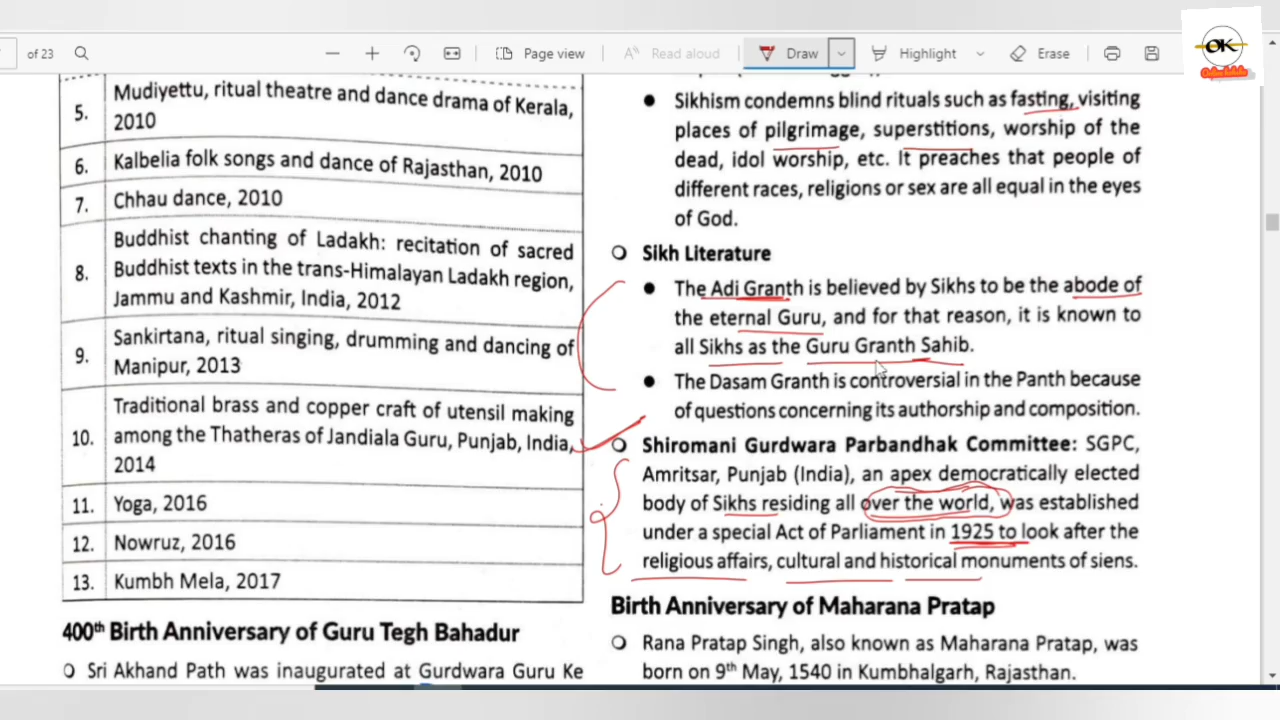 of 23
Page view
Read aloud
Draw
Highlight
Erase
OK
Online kaksha
5. Mudiyettu, ritual theatre and dance drama of Kerala,
2010
6. Kalbelia folk songs and dance of Rajasthan, 2010
7. Chhau dance, 2010
8. Buddhist chanting of Ladakh: recitation of sacred
Buddhist texts in the trans-Himalayan Ladakh region,
Jammu and Kashmir, India, 2012
9. Sankirtana, ritual singing, drumming and dancing of
Manipur, 2013
10. Traditional brass and copper craft of utensil making
among the Thatheras of Jandiala Guru, Punjab, India,
2014
11. Yoga, 2016
12. Nowruz, 2016
13. Kumbh Mela, 2017
400th Birth Anniversary of Guru Tegh Bahadur
Sri Akhand Path was inaugurated at Gurdwara Guru Ke
Sikhism condemns blind rituals such as fasting, visiting
places of pilgrimage, superstitions, worship of the
dead, idol worship, etc. It preaches that people of
different races, religions or sex are all equal in the eyes
of God.
Sikh Literature
The Adi Granth is believed by Sikhs to be the abode of
the eternal Guru, and for that reason, it is known to
all Sikhs as the Guru Granth Sahib.
The Dasam Granth is controversial in the Panth because
of questions concerning its authorship and composition.
Shiromani Gurdwara Parbandhak Committee: SGPC,
Amritsar, Punjab (India), an apex democratically elected
body of Sikhs residing all over the world, was established
under a special Act of Parliament in 1925 to look after the
religious affairs, cultural and historical monuments of siens.
Birth Anniversary of Maharana Pratap
Rana Pratap Singh, also known as Maharana Pratap, was
born on 9th May, 1540 in Kumbhalgarh, Rajasthan.